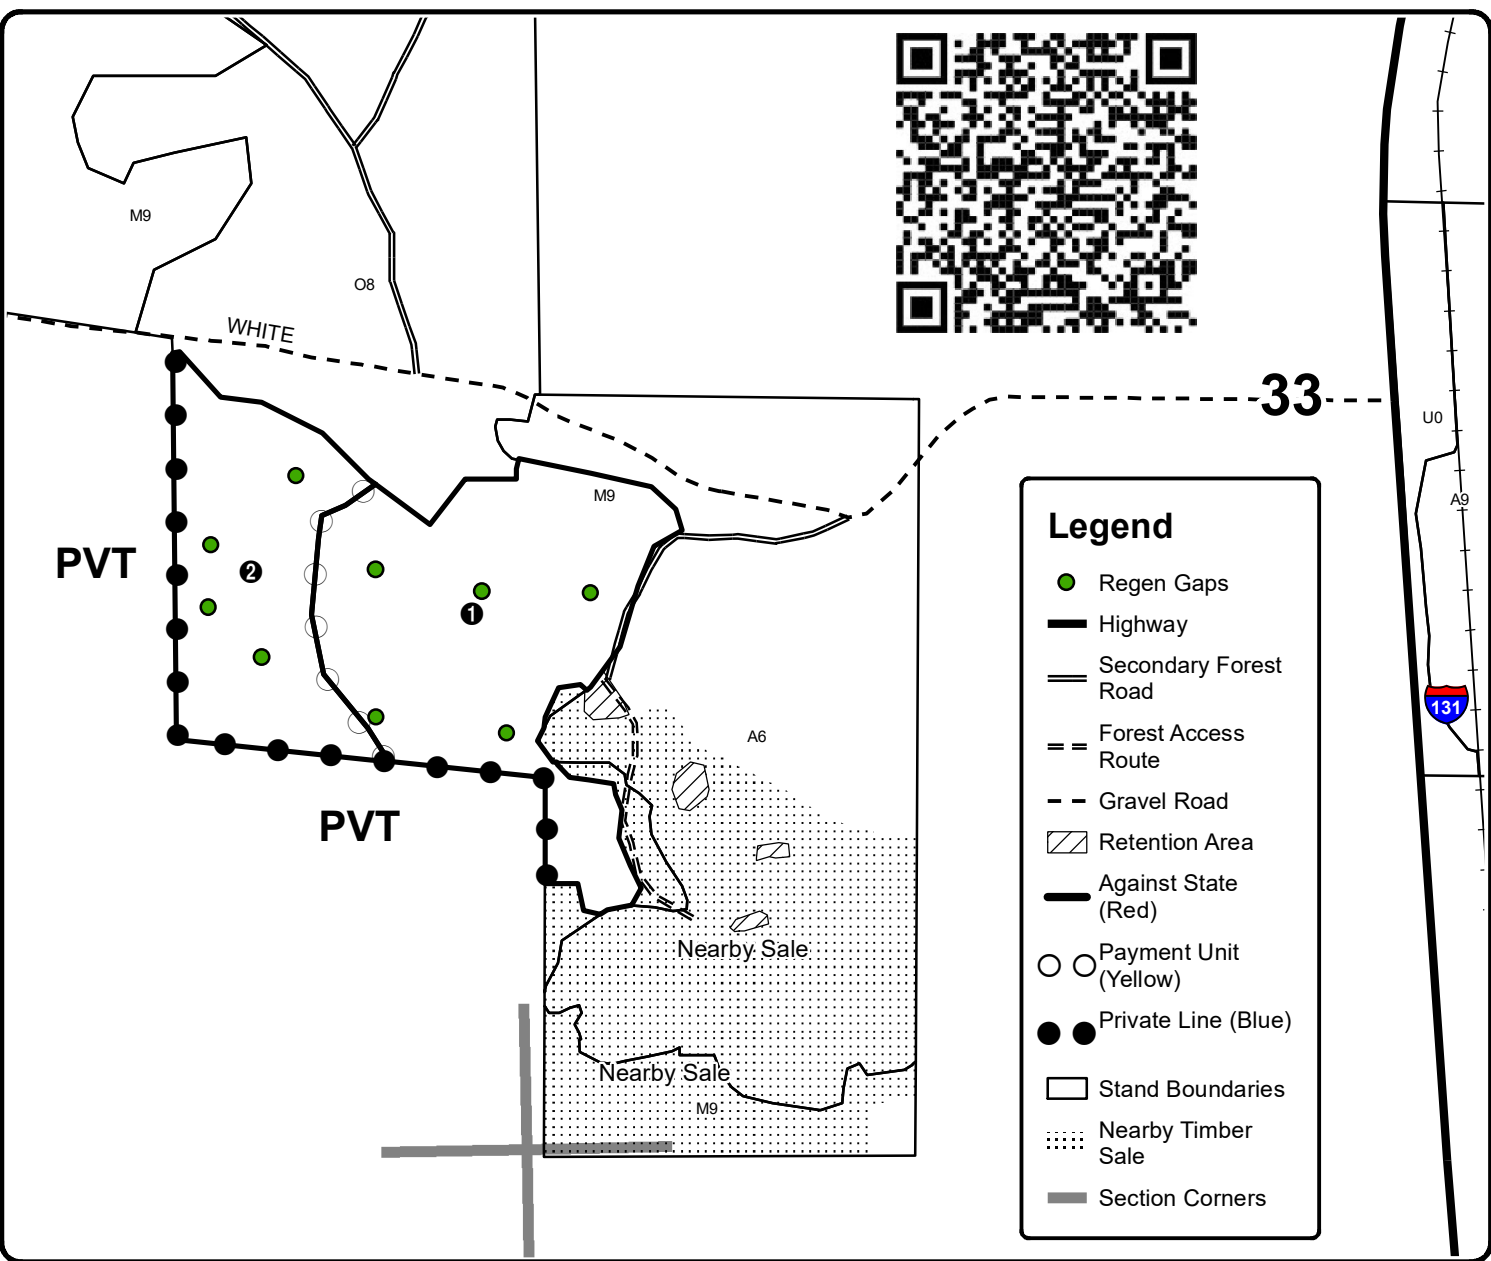 M9
O8
WHITE
33
U0
M9
A9
PVT
2
1
131
A6
PVT
Nearby Sale
Nearby Sale
M9
Legend
Regen Gaps
Highway
Secondary Forest
Road
Forest Access
Route
Gravel Road
Retention Area
Against State
(Red)
Payment Unit
(Yellow)
Private Line (Blue)
Stand Boundaries
Nearby Timber
Sale
Section Corners